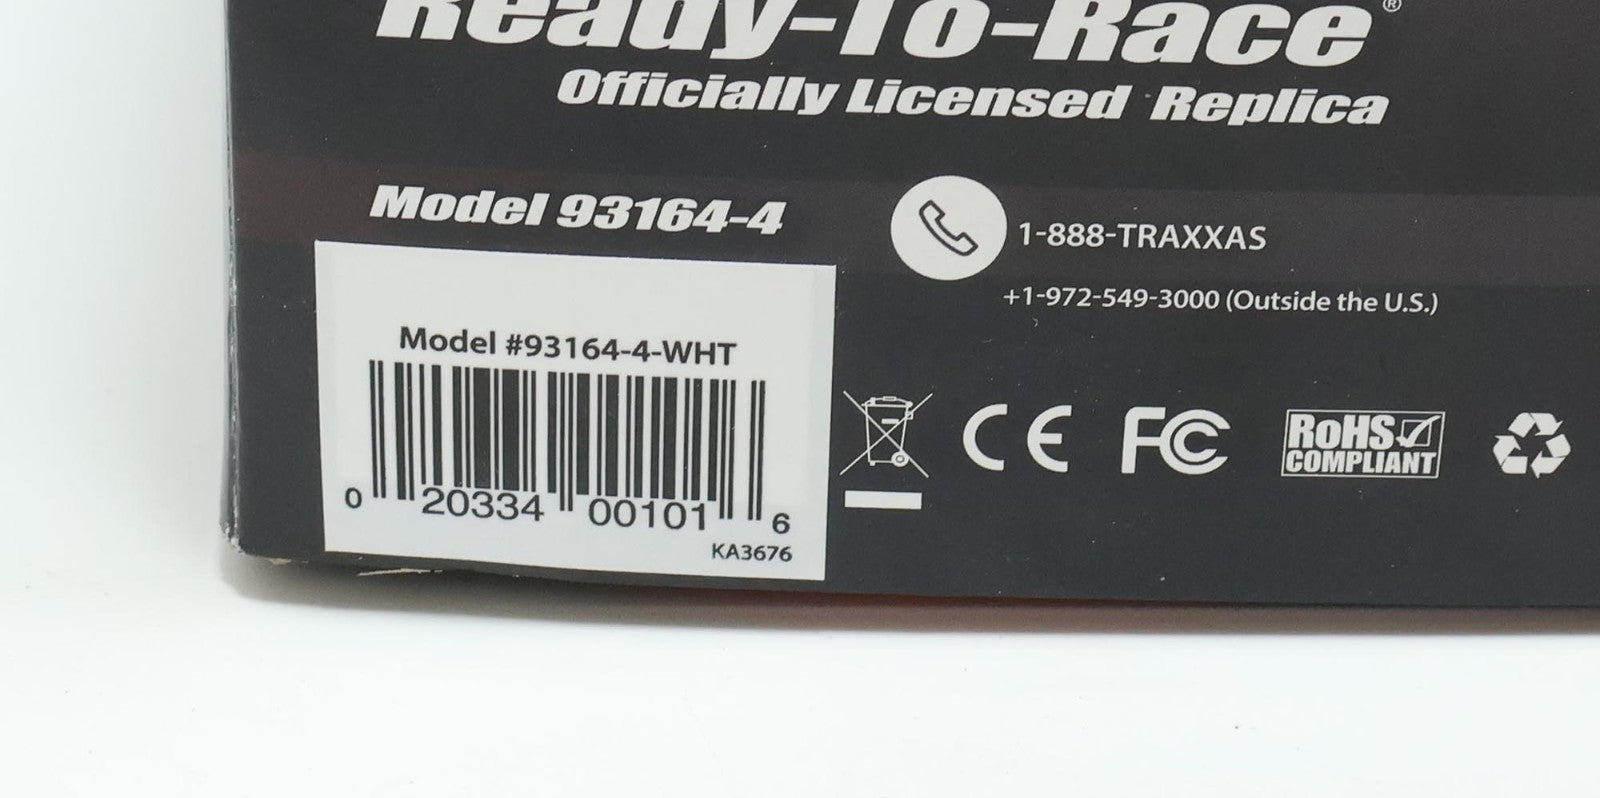 Ready-To-Race®
Officially Licensed Replica
Model 93164-4
1-888-TRAXXAS
+1-972-549-3000 (Outside the U.S.)
Model #93164-4-WHT
0 20334 00101 6
KA3676
CE FC RoHS COMPLIANT